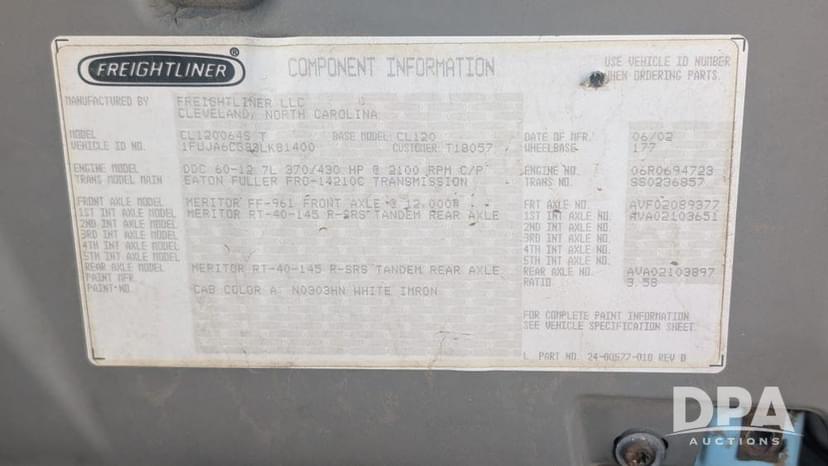 FREIGHTLINER ®
COMPONENT INFORMATION
USE VEHICLE ID NUMBER
WHEN ORDERING PARTS.
MANUFACTURED BY FREIGHTLINER LLC
CLEVELAND, NORTH CAROLINA
MODEL CL120064S T BASE MODEL CL120 DATE OF MFR. 06/02
VEHICLE ID NO. CUSTOMER T18057 WHEELBASE 177
ENGINE MODEL DDC 60-12 7L 370/430 HP @ 2100 RPM C/P ENGINE NO. 06R0694723
TRANS MODEL MAIN EATON FULLER FRO-14210C TRANSMISSION TRANS NO. SS0236857
FRONT AXLE MODEL MERITOR FF-961 FRONT AXLE @ 12,000# FRT AXLE NO. AVF02089377
1ST INT AXLE MODEL MERITOR RT-40-145 R-SRS TANDEM REAR AXLE 1ST INT AXLE NO. AVA02103651
2ND INT AXLE MODEL 2ND INT AXLE NO.
3RD INT AXLE MODEL 3RD INT AXLE NO.
4TH INT AXLE MODEL 4TH INT AXLE NO.
5TH INT AXLE MODEL 5TH INT AXLE NO.
REAR AXLE MODEL MERITOR RT-40-145 R-SRS TANDEM REAR AXLE REAR AXLE NO. AVA02103897
PAINT MFR. RATIO 3 58
PAINT NO. CAB COLOR A: N0303HN WHITE IMRON
FOR COMPLETE PAINT INFORMATION
SEE VEHICLE SPECIFICATION SHEET.
PART NO. 24-00577-010 REV D
DPA
AUCTIONS